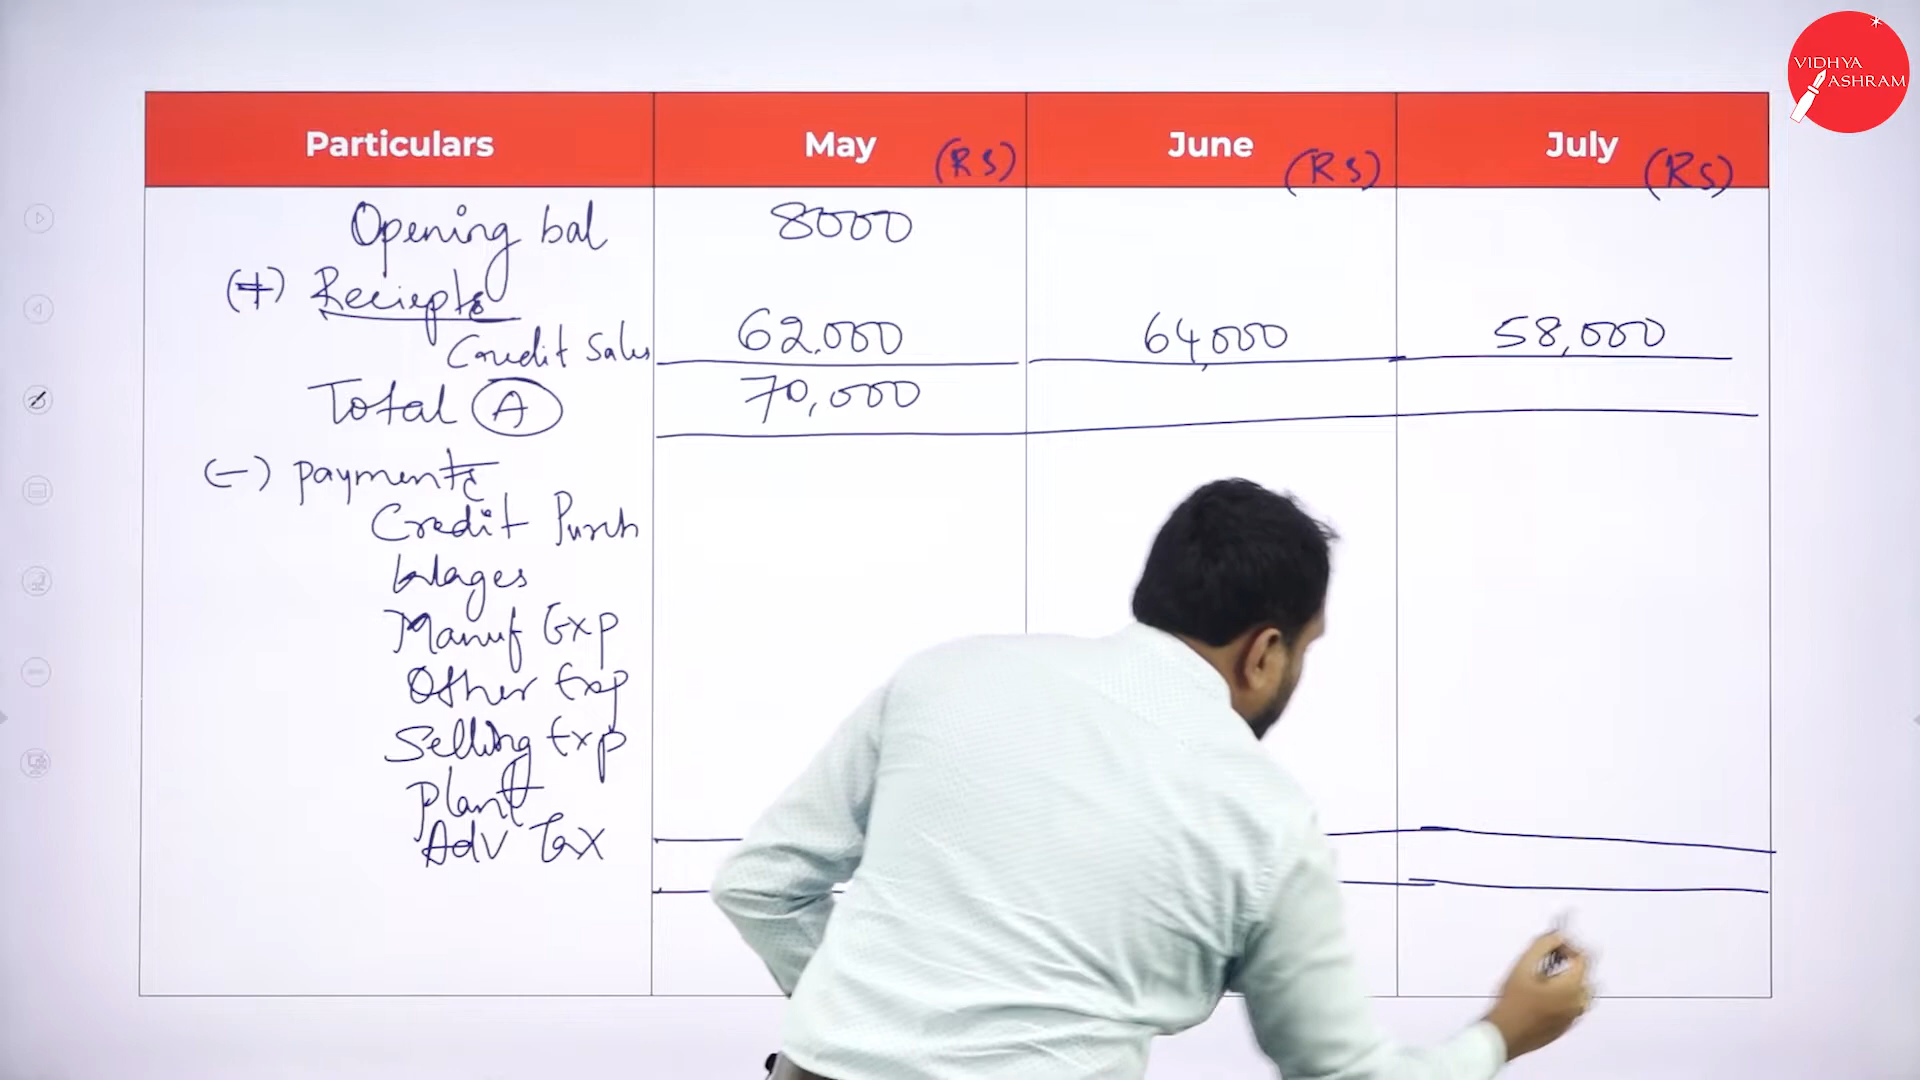 VIDHYA
ASHRAM
Particulars May (RS) June (RS) July (RS)
Opening bal 8000
(+) Reciepts
Credit Sales 62.000 64,000 58,000
Total A 70,000
(-) Payments
Credit Purch
Wages
Manuf Exp
Other Exp
Selling Exp
Plant
Adv Tax